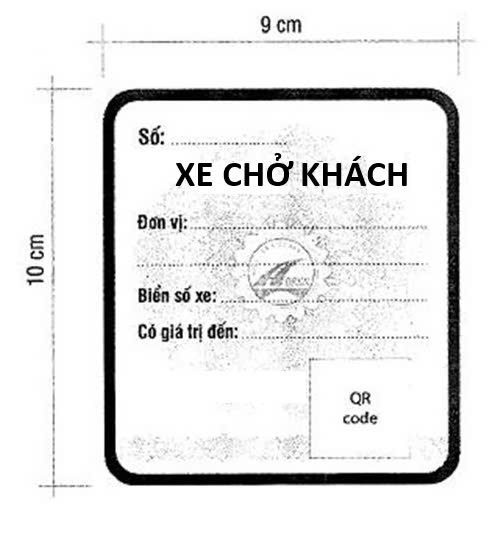 9 cm
10 cm
Số: ........................
XE CHỞ KHÁCH
Đơn vị: ........................
Biển số xe: ........................
Có giá trị đến: ........................
QR
code